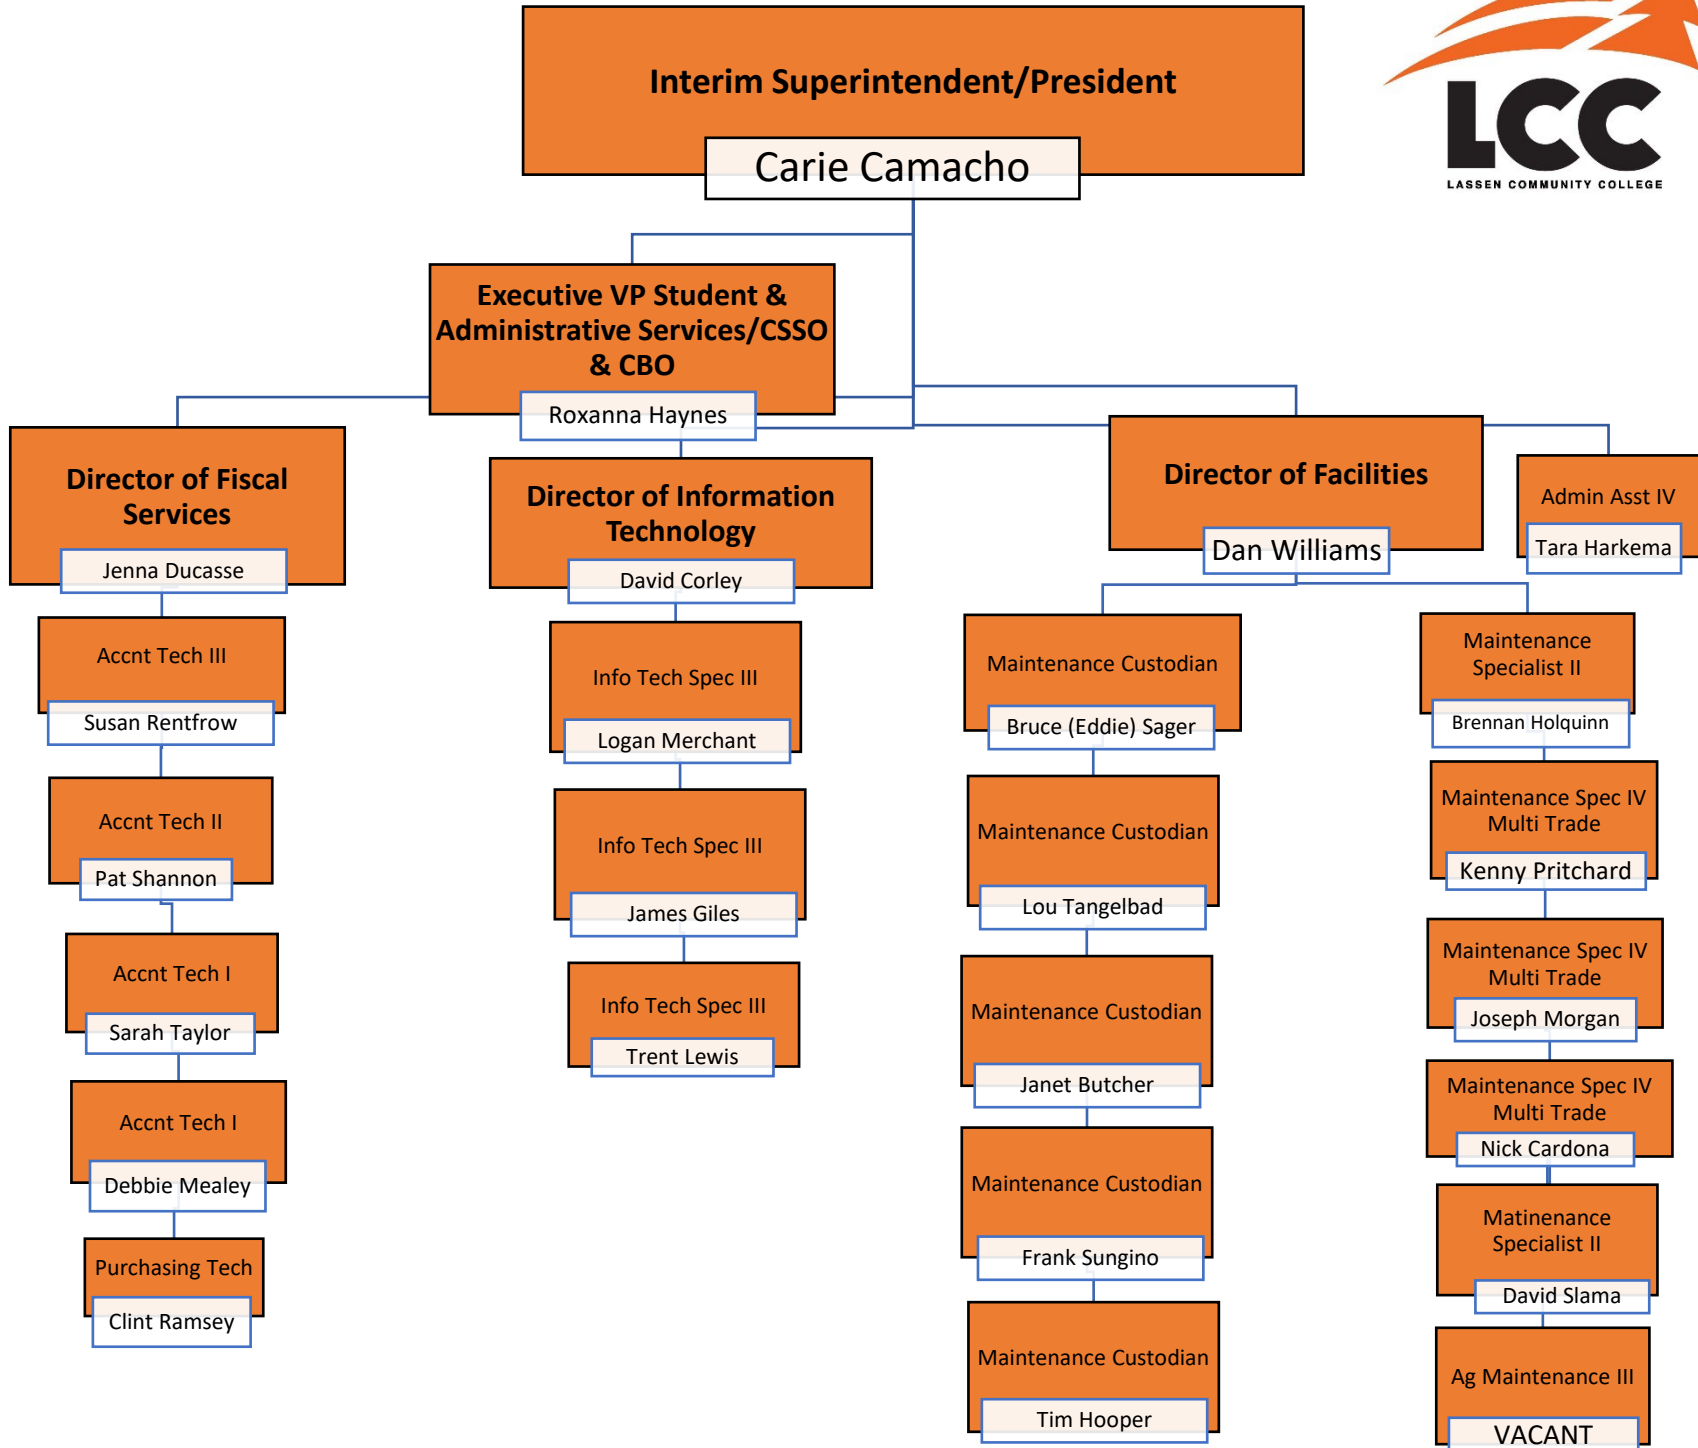 Interim Superintendent/President
Carie Camacho
LCC
LASSEN COMMUNITY COLLEGE
Executive VP Student &
Administrative Services/CSSO
& CBO
Roxanna Haynes
Director of Fiscal
Services
Jenna Ducasse
Accnt Tech III
Susan Rentfrow
Accnt Tech II
Pat Shannon
Accnt Tech I
Sarah Taylor
Accnt Tech I
Debbie Mealey
Purchasing Tech
Clint Ramsey
Director of Information
Technology
David Corley
Info Tech Spec III
Logan Merchant
Info Tech Spec III
James Giles
Info Tech Spec III
Trent Lewis
Director of Facilities
Dan Williams
Maintenance Custodian
Bruce (Eddie) Sager
Maintenance Custodian
Lou Tangelbad
Maintenance Custodian
Janet Butcher
Maintenance Custodian
Frank Sungino
Maintenance Custodian
Tim Hooper
Maintenance
Specialist II
Brennan Holquinn
Maintenance Spec IV
Multi Trade
Kenny Pritchard
Maintenance Spec IV
Multi Trade
Joseph Morgan
Maintenance Spec IV
Multi Trade
Nick Cardona
Matinenance
Specialist II
David Slama
Ag Maintenance III
VACANT
Admin Asst IV
Tara Harkema